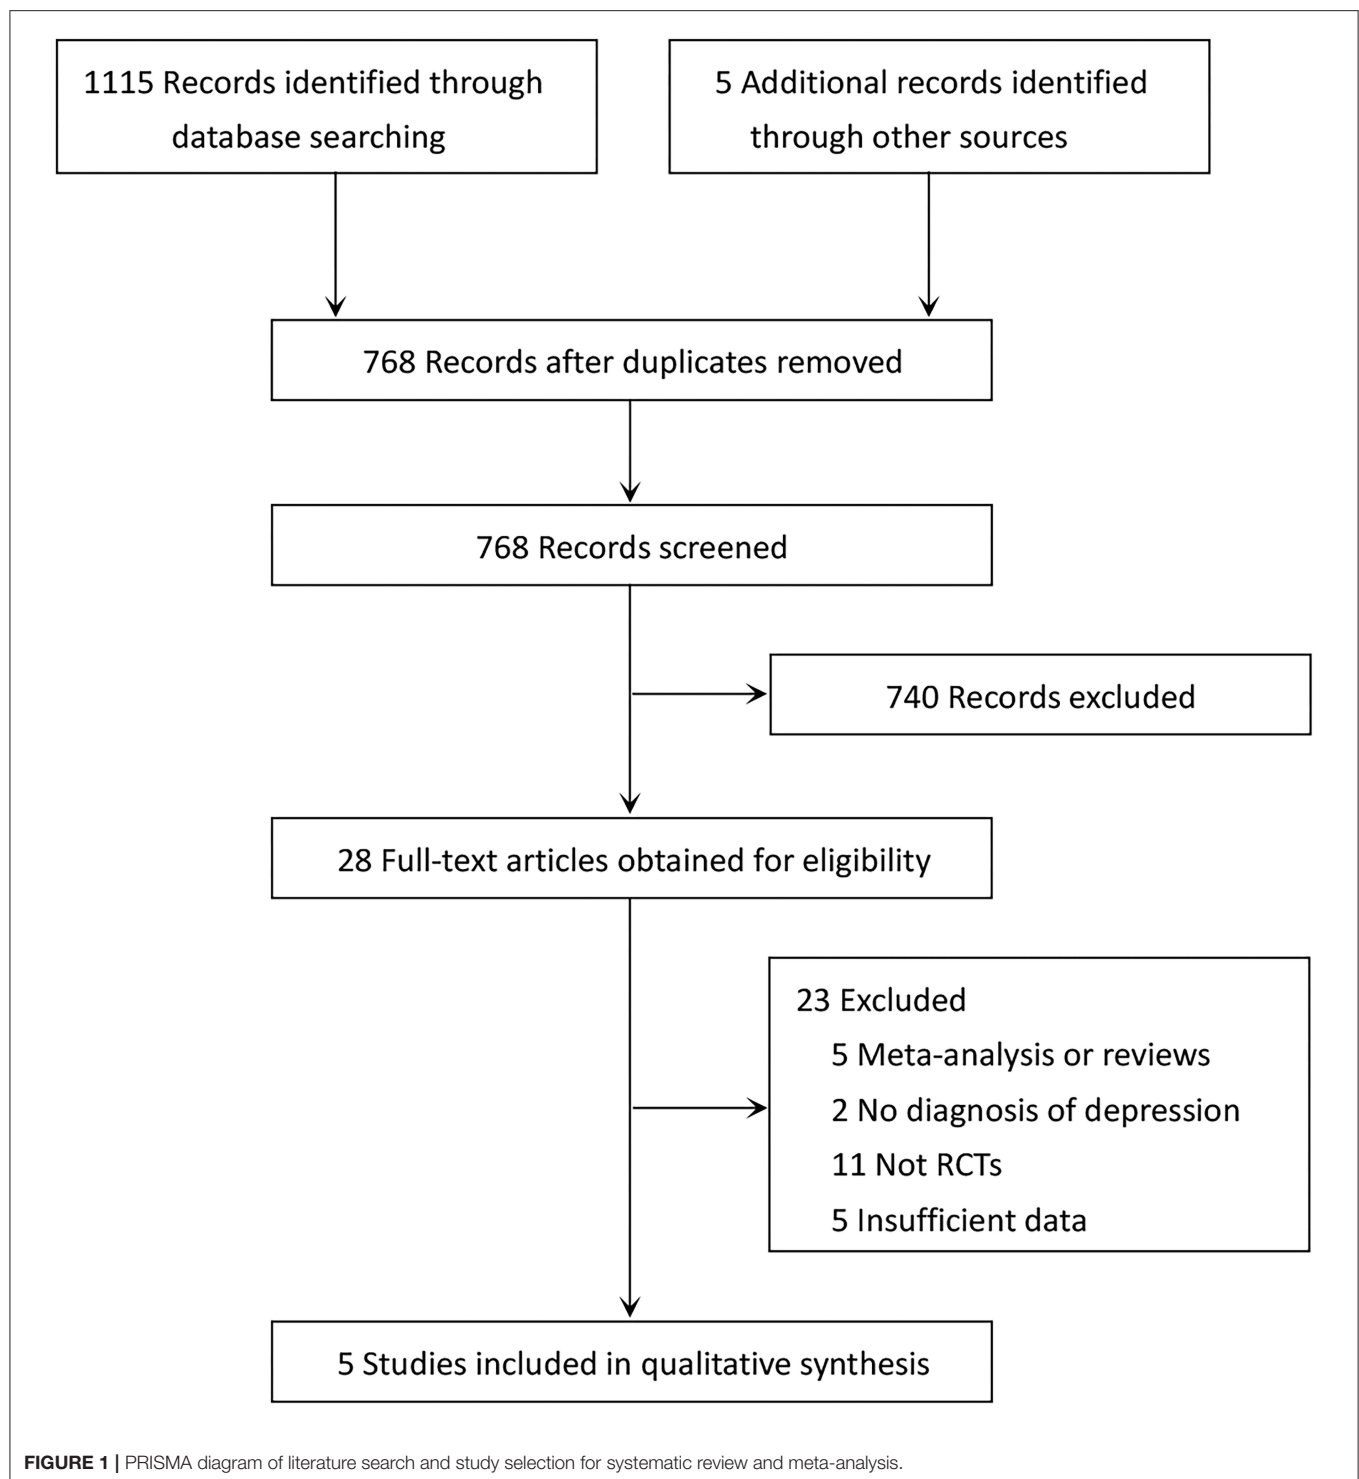 1115 Records identified through
database searching
5 Additional records identified
through other sources
768 Records after duplicates removed
768 Records screened
740 Records excluded
28 Full-text articles obtained for eligibility
23 Excluded
5 Meta-analysis or reviews
2 No diagnosis of depression
11 Not RCTs
5 Insufficient data
5 Studies included in qualitative synthesis
FIGURE 1 | PRISMA diagram of literature search and study selection for systematic review and meta-analysis.